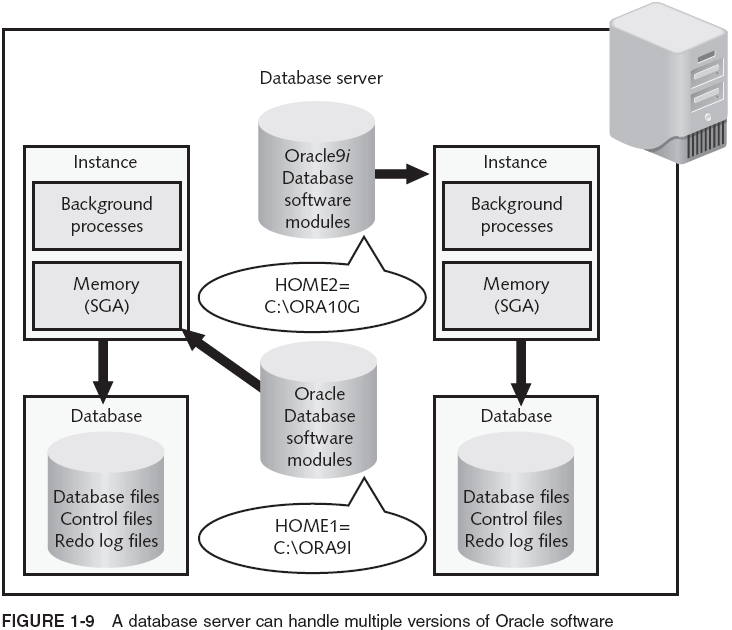 Database server
Oracle9i
Database
software
modules
HOME2=
C:\ORA10G
Instance
Background
processes
Memory
(SGA)
Instance
Background
processes
Memory
(SGA)
Oracle
Database
software
modules
HOME1=
C:\ORA9I
Database
Database files
Control files
Redo log files
Database
Database files
Control files
Redo log files
FIGURE 1-9 A database server can handle multiple versions of Oracle software